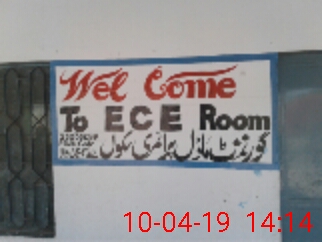 Wel Come
To ECE Room
گورنمنٹ ماڈل پرائمری سکول
10-04-19 14:14